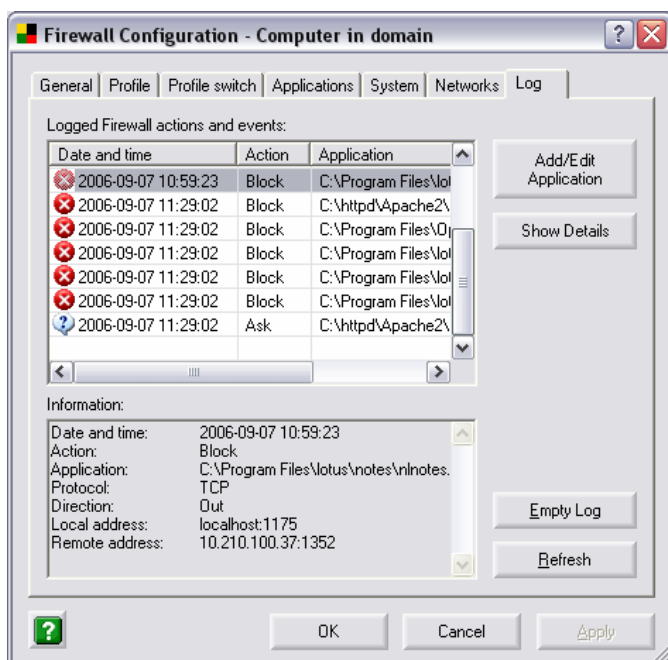 Firewall Configuration - Computer in domain
General Profile Profile switch Applications System Networks Log
Logged Firewall actions and events:
Date and time Action Application
2006-09-07 10:59:23 Block C:\Program Files\lo
2006-09-07 11:29:02 Block C:\httpd\Apache2\
2006-09-07 11:29:02 Block C:\Program Files\O
2006-09-07 11:29:02 Block C:\Program Files\lo
2006-09-07 11:29:02 Block C:\Program Files\lo
2006-09-07 11:29:02 Block C:\Program Files\lo
2006-09-07 11:29:02 Ask C:\httpd\Apache2\
Add/Edit
Application
Show Details
Information:
Date and time: 2006-09-07 10:59:23
Action: Block
Application: C:\Program Files\lotus\notes\nlnotes.
Protocol: TCP
Direction: Out
Local address: localhost:1175
Remote address: 10.210.100.37:1352
Empty Log
Refresh
OK Cancel Apply